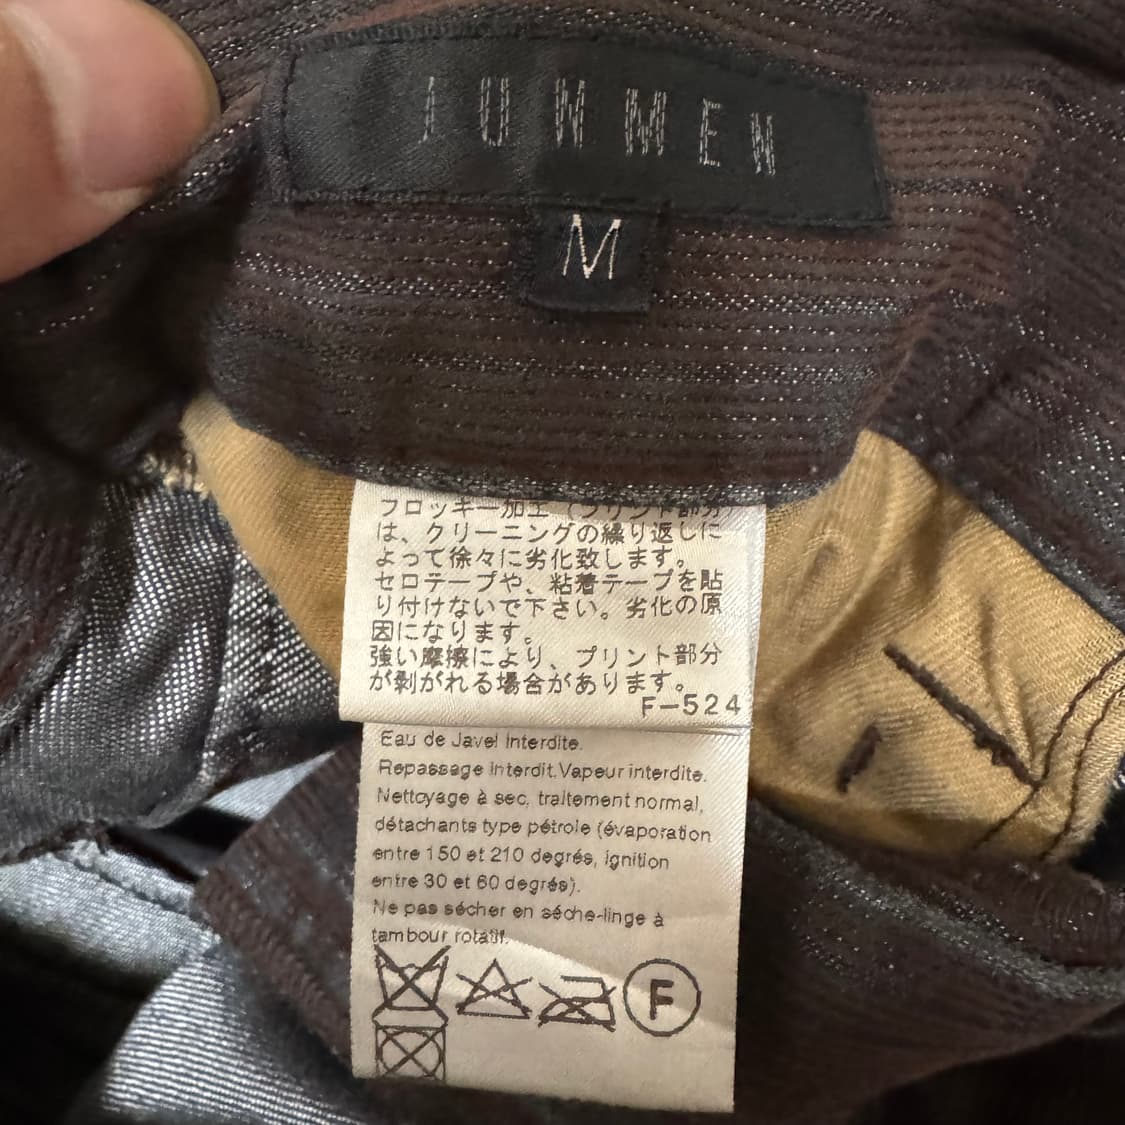 JUNMEN
M
フロッキー加工（プリント部分）
は、クリーニングの繰り返しに
よって徐々に劣化致します。
セロテープや、粘着テープを貼
り付けないで下さい。劣化の原
因になります。
強い摩擦により、プリント部分
が剥がれる場合があります。
F-524
Eau de Javel Interdite.
Repassage Interdit.Vapeur interdite.
Nettoyage à sec, traitement normal,
détachants type pétrole (évaporation
entre 150 et 210 degrés, ignition
entre 30 et 60 degrés).
Ne pas sécher en séche-linge à
tambour rotatif.
F